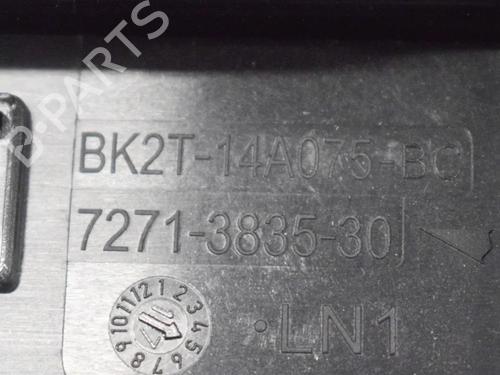 B-PARTS
BK2T-14A075-BC
7271-3835-30
1 2 3 4 5 6 7 8 9 10 11 12
·LN1